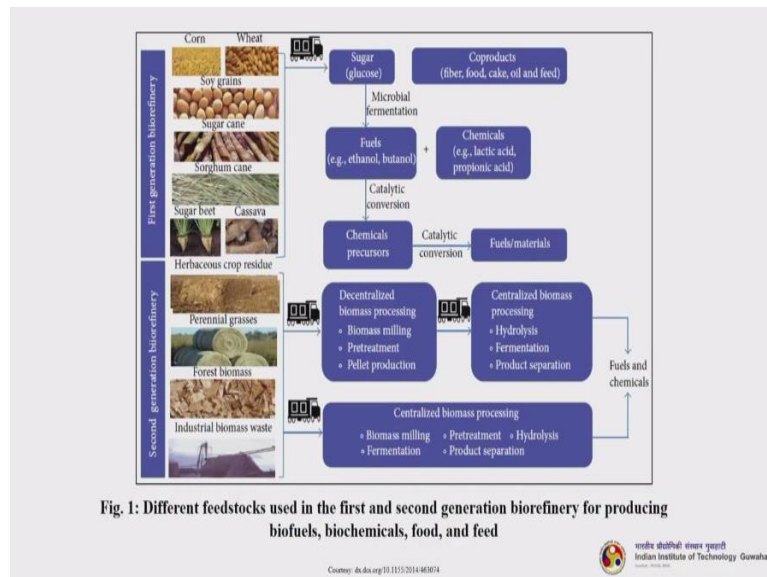 Corn
Wheat
Soy grains
Sugar cane
Sorghum cane
Sugar beet
Cassava
First generation biiorefinery
Sugar
(glucose)
Coproducts
(fiber, food, cake, oil and feed)
Microbial
fermentation
Fuels
(e.g., ethanol, butanol)
+
Chemicals
(e.g., lactic acid,
propionic acid)
Catalytic
conversion
Chemicals
precursors
Catalytic
conversion
Fuels/materials
Second generation biiorefinery
Herbaceous crop residue
Perennial grasses
Forest biomass
Industrial biomass waste
Decentralized
biomass processing
Biomass milling
Pretreatment
Pellet production
Centralized biomass
processing
Hydrolysis
Fermentation
Product separation
Fuels and
chemicals
Centralized biomass processing
Biomass milling Pretreatment Hydrolysis
Fermentation Product separation
Fig. 1: Different feedstocks used in the first and second generation biorefinery for producing
biofuels, biochemicals, food, and feed
Courtesy: dx.doi.org/10.1155/2014/463074
भारतीय प्रौद्योगिकी संस्थान गुवाहाटी
Indian Institute of Technology Guwaha